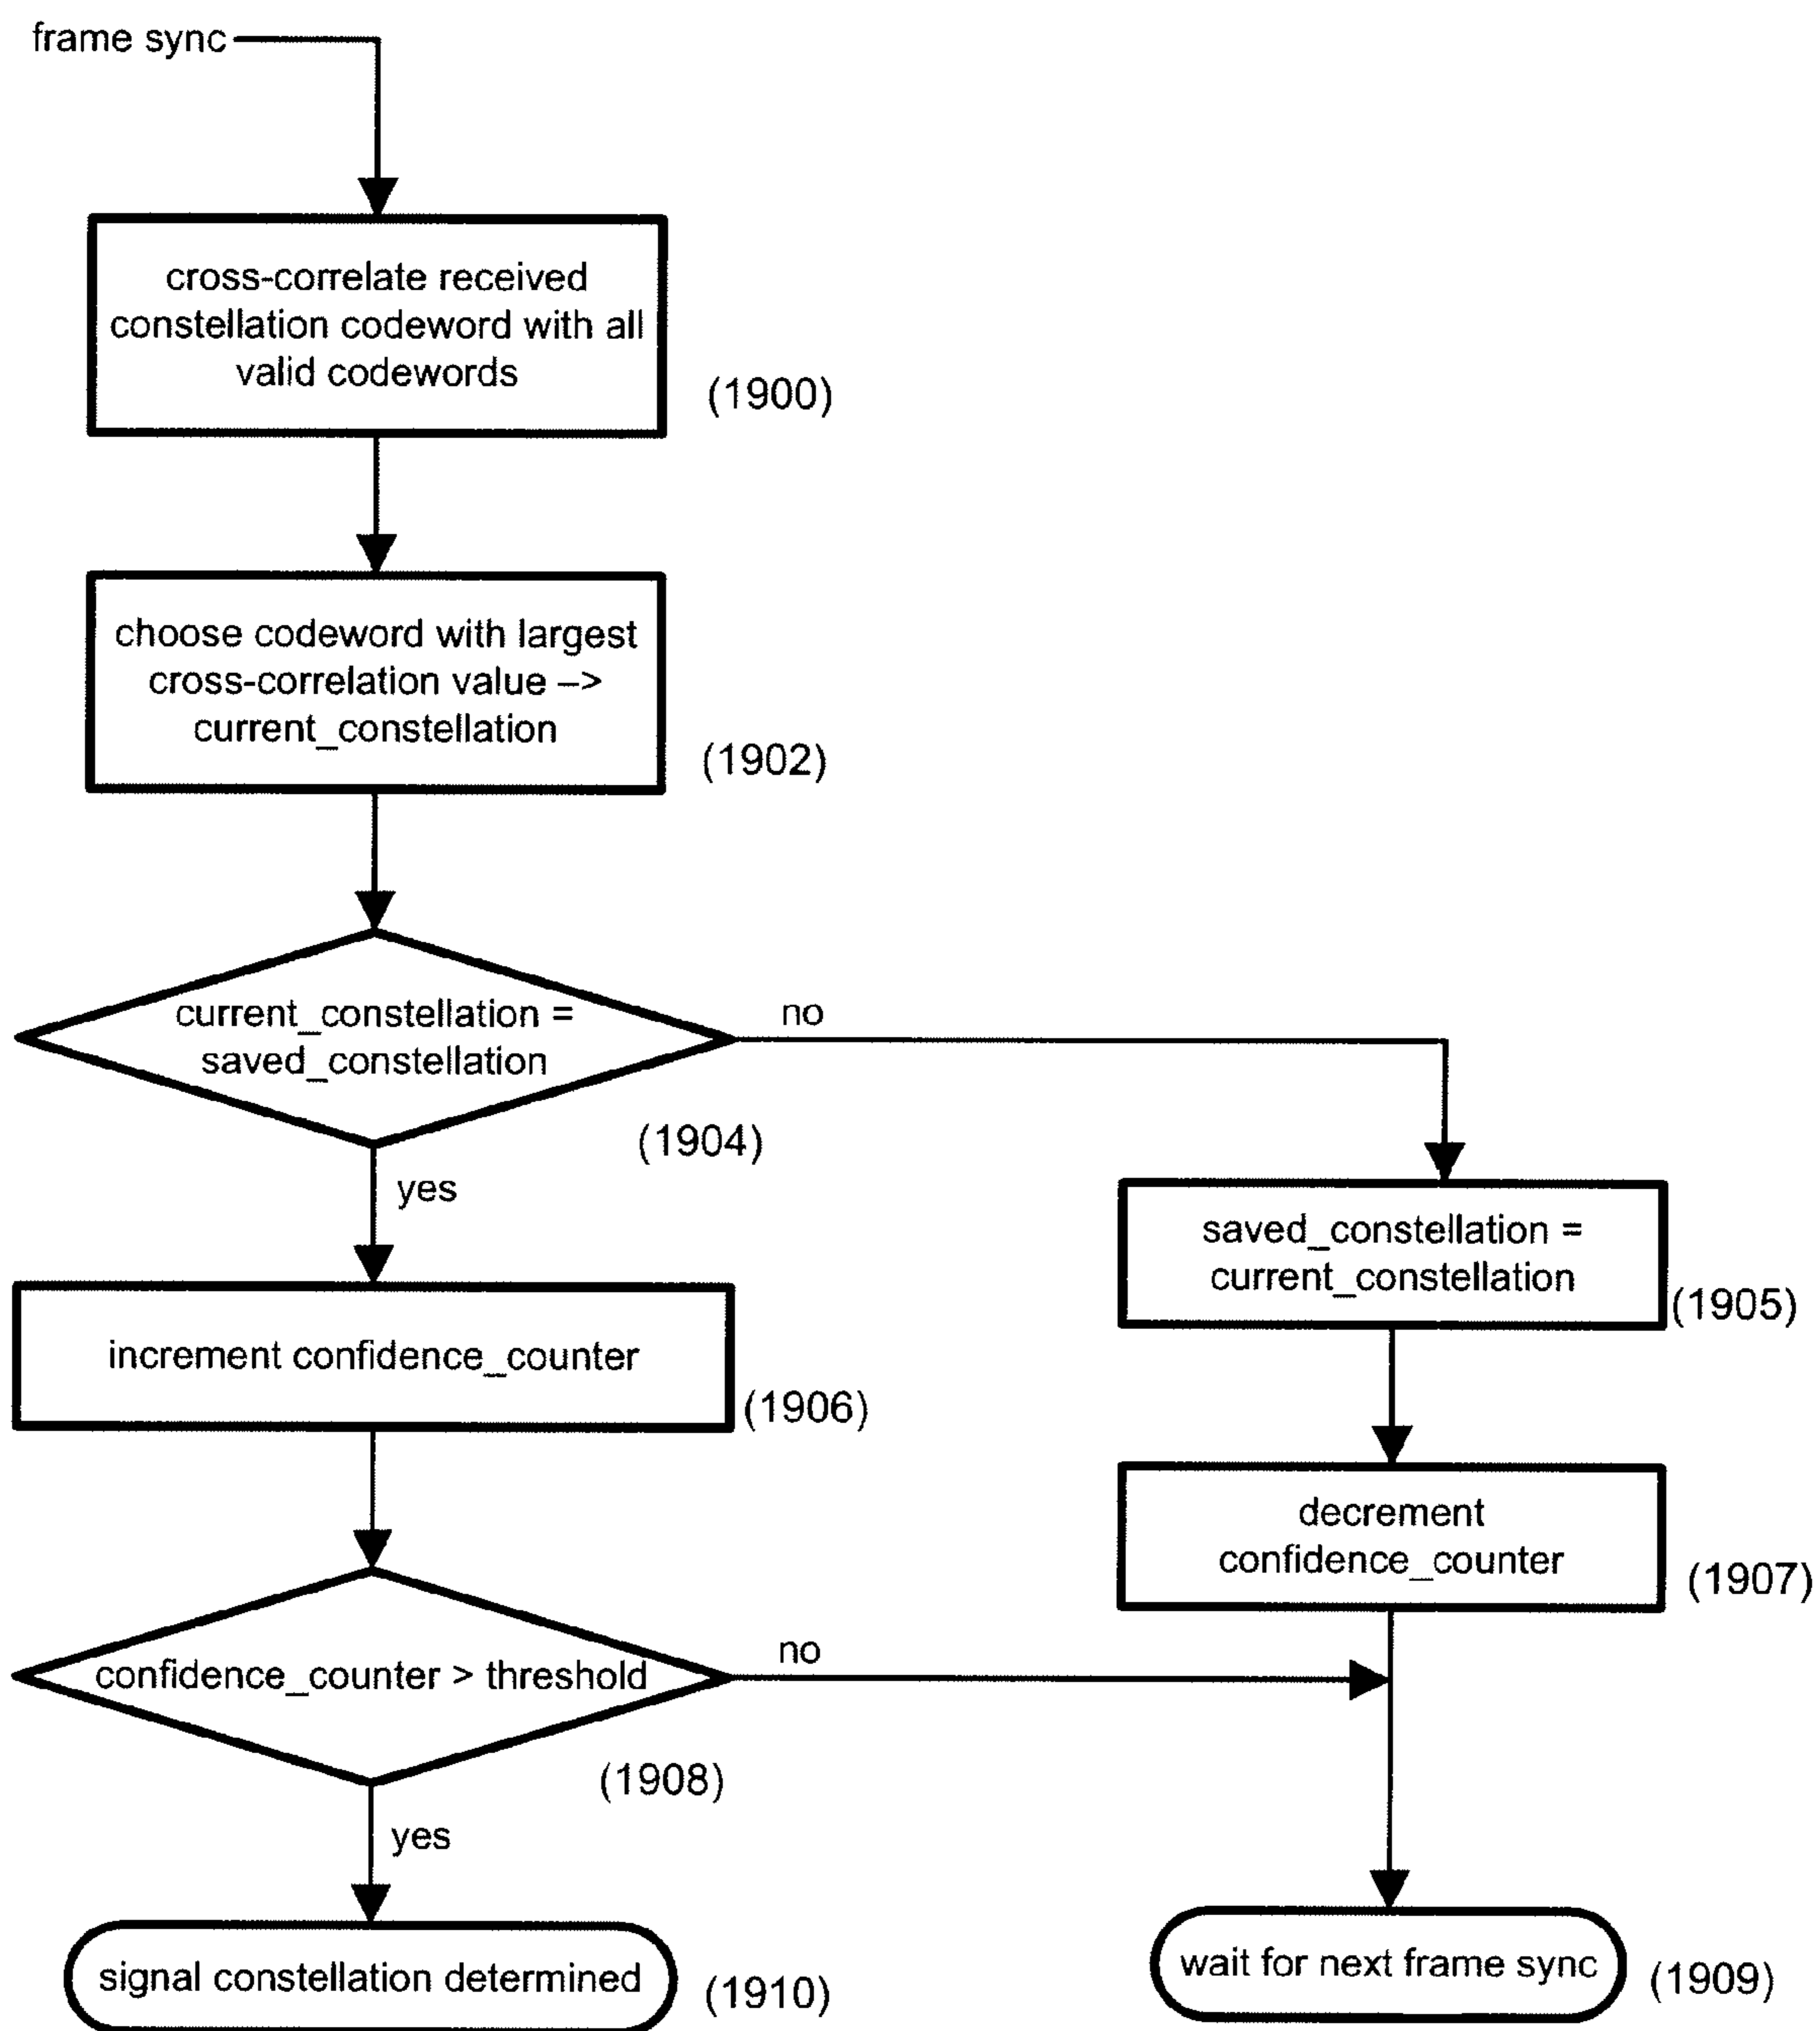 frame sync
cross-correlate received
constellation codeword with all
valid codewords
(1900)
choose codeword with largest
cross-correlation value –>
current_constellation
(1902)
current_constellation =
saved_constellation
(1904)
no
yes
saved_constellation =
current_constellation
(1905)
increment confidence_counter
(1906)
decrement
confidence_counter
(1907)
confidence_counter > threshold
(1908)
no
yes
signal constellation determined
(1910)
wait for next frame sync
(1909)